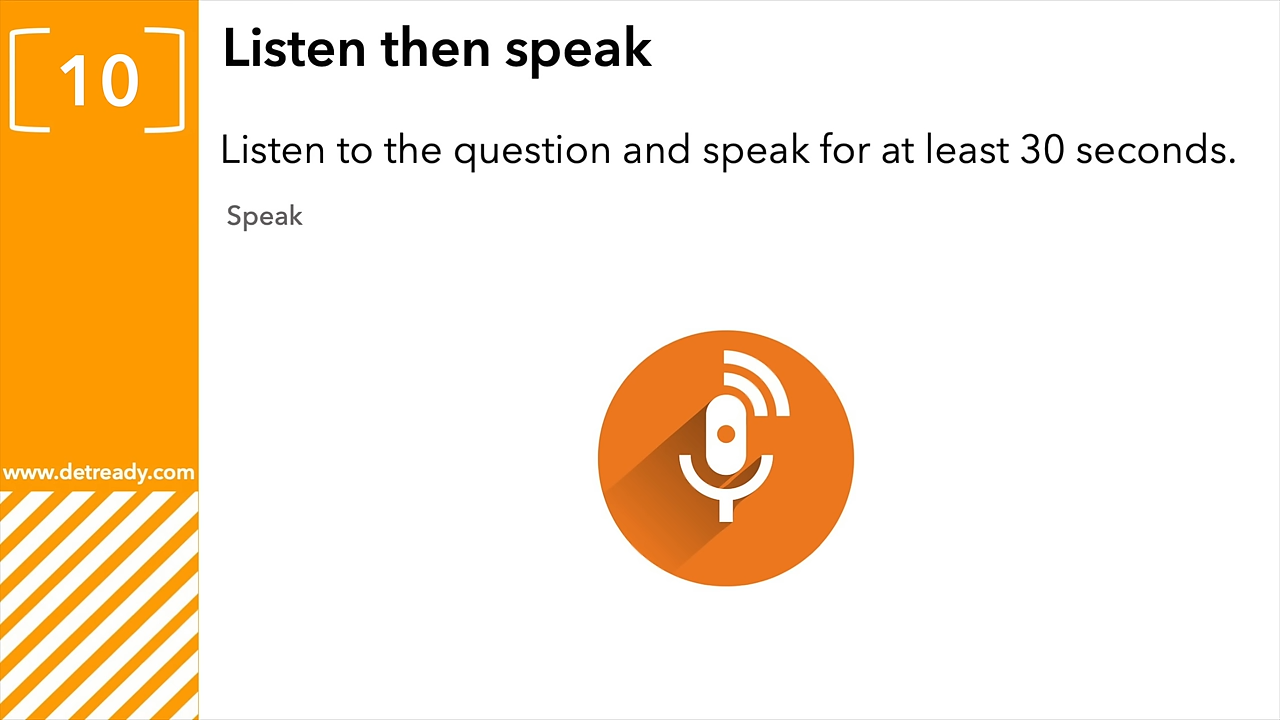 [ 10 ]
Listen then speak
Listen to the question and speak for at least 30 seconds.
Speak
www.detready.com